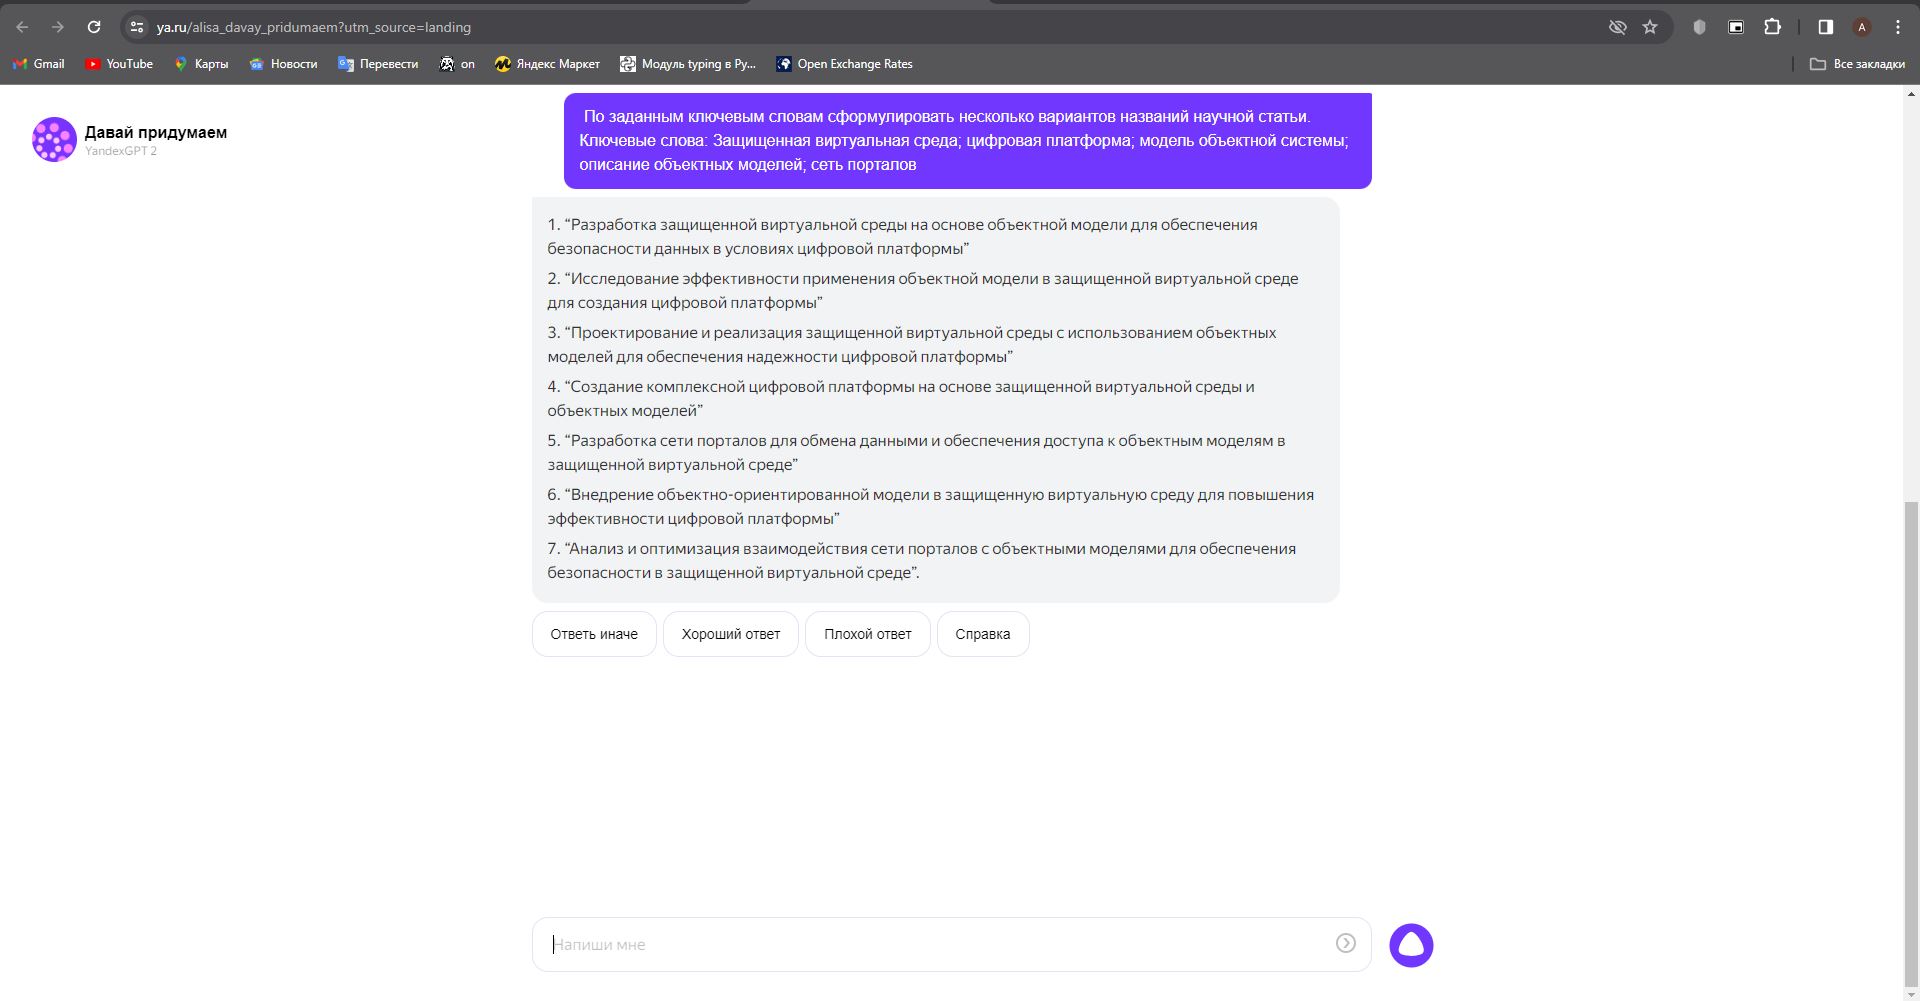 ya.ru/alisa_davay_pridumaem?utm_source=landing
A
Gmail
YouTube
Карты
Новости
Перевести
on
Яндекс Маркет
Модуль typing в Py...
Open Exchange Rates
Все закладки
Давай придумаем
YandexGPT 2
По заданным ключевым словам сформулировать несколько вариантов названий научной статьи.
Ключевые слова: Защищенная виртуальная среда; цифровая платформа; модель объектной системы;
описание объектных моделей; сеть порталов
1. “Разработка защищенной виртуальной среды на основе объектной модели для обеспечения
безопасности данных в условиях цифровой платформы”
2. “Исследование эффективности применения объектной модели в защищенной виртуальной среде
для создания цифровой платформы”
3. “Проектирование и реализация защищенной виртуальной среды с использованием объектных
моделей для обеспечения надежности цифровой платформы”
4. “Создание комплексной цифровой платформы на основе защищенной виртуальной среды и
объектных моделей”
5. “Разработка сети порталов для обмена данными и обеспечения доступа к объектным моделям в
защищенной виртуальной среде”
6. “Внедрение объектно-ориентированной модели в защищенную виртуальную среду для повышения
эффективности цифровой платформы”
7. “Анализ и оптимизация взаимодействия сети порталов с объектными моделями для обеспечения
безопасности в защищенной виртуальной среде”.
Ответь иначе
Хороший ответ
Плохой ответ
Справка
Напиши мне